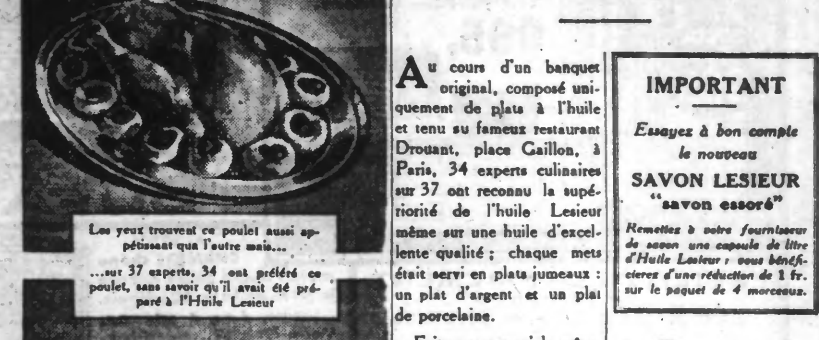 Les yeux trouvent ce poulet aussi ap-
pétissant que l'autre mais...
...sur 37 experts, 34 ont préféré ce
poulet, sans savoir qu'il avait été pré-
paré à l'Huile Lesieur
Au cours d'un banquet
original, composé uni-
quement de plats à l'huile
et tenu au fameux restaurant
Drouant, place Gaillon, à
Paris, 34 experts culinaires
sur 37 ont reconnu la supé-
riorité de l'huile Lesieur
même sur une huile d'excel-
lente qualité ; chaque mets
était servi en plats jumeaux :
un plat d'argent et un plat
de porcelaine.
IMPORTANT
Essayez à bon compte
le nouveau
SAVON LESIEUR
"savon essoré"
Remettez à votre fournisseur
de savon une capsule de litre
d'Huile Lesieur : vous bénéfi-
cierez d'une réduction de 1 fr.
sur le paquet de 4 morceaux.